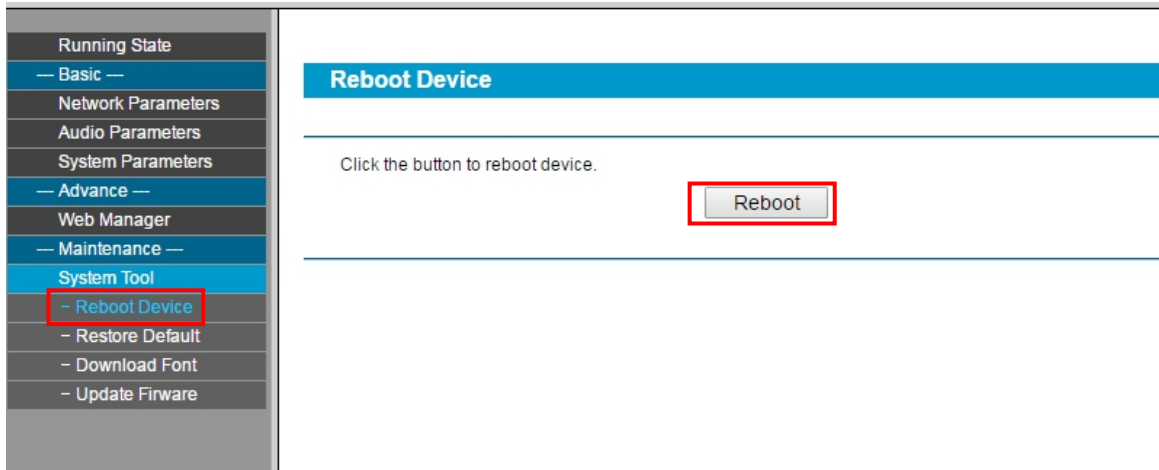 Running State
--- Basic ---
Network Parameters
Audio Parameters
System Parameters
--- Advance ---
Web Manager
--- Maintenance ---
System Tool
− Reboot Device
− Restore Default
− Download Font
− Update Firware
Reboot Device
Click the button to reboot device.
Reboot